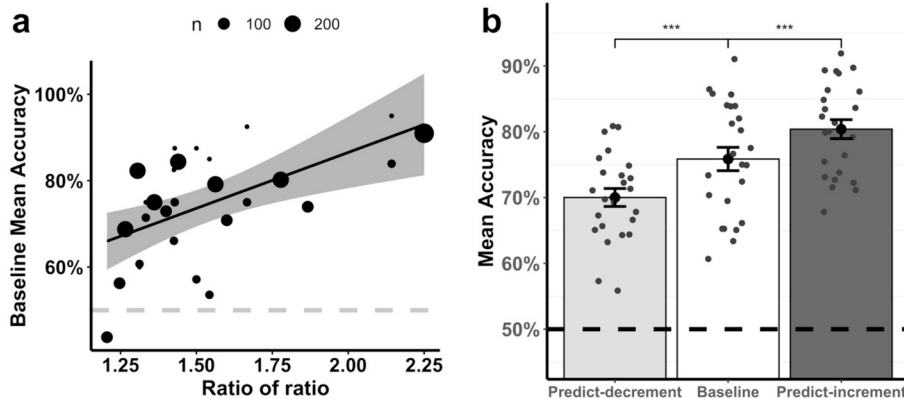 a
n 100 200
Baseline Mean Accuracy
100%
80%
60%
1.25 1.50 1.75 2.00 2.25
Ratio of ratio
b
*** ***
Mean Accuracy
90%
80%
70%
60%
50%
Predict-decrement Baseline Predict-increment